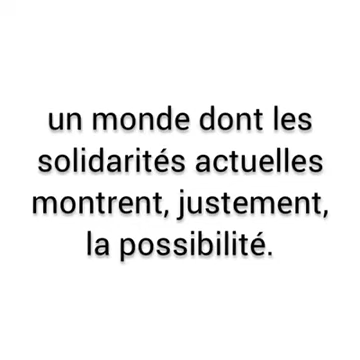 un monde dont les
solidarités actuelles
montrent, justement,
la possibilité.